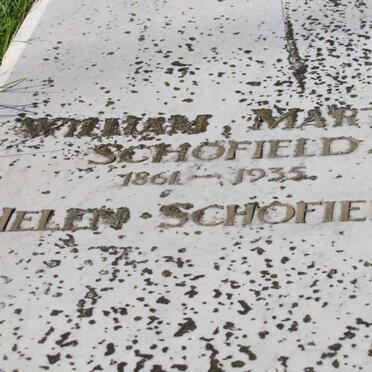 WILLIAM. MAR
SCHOFIELD.
1861 — 1935.
HELEN · SCHOFIE